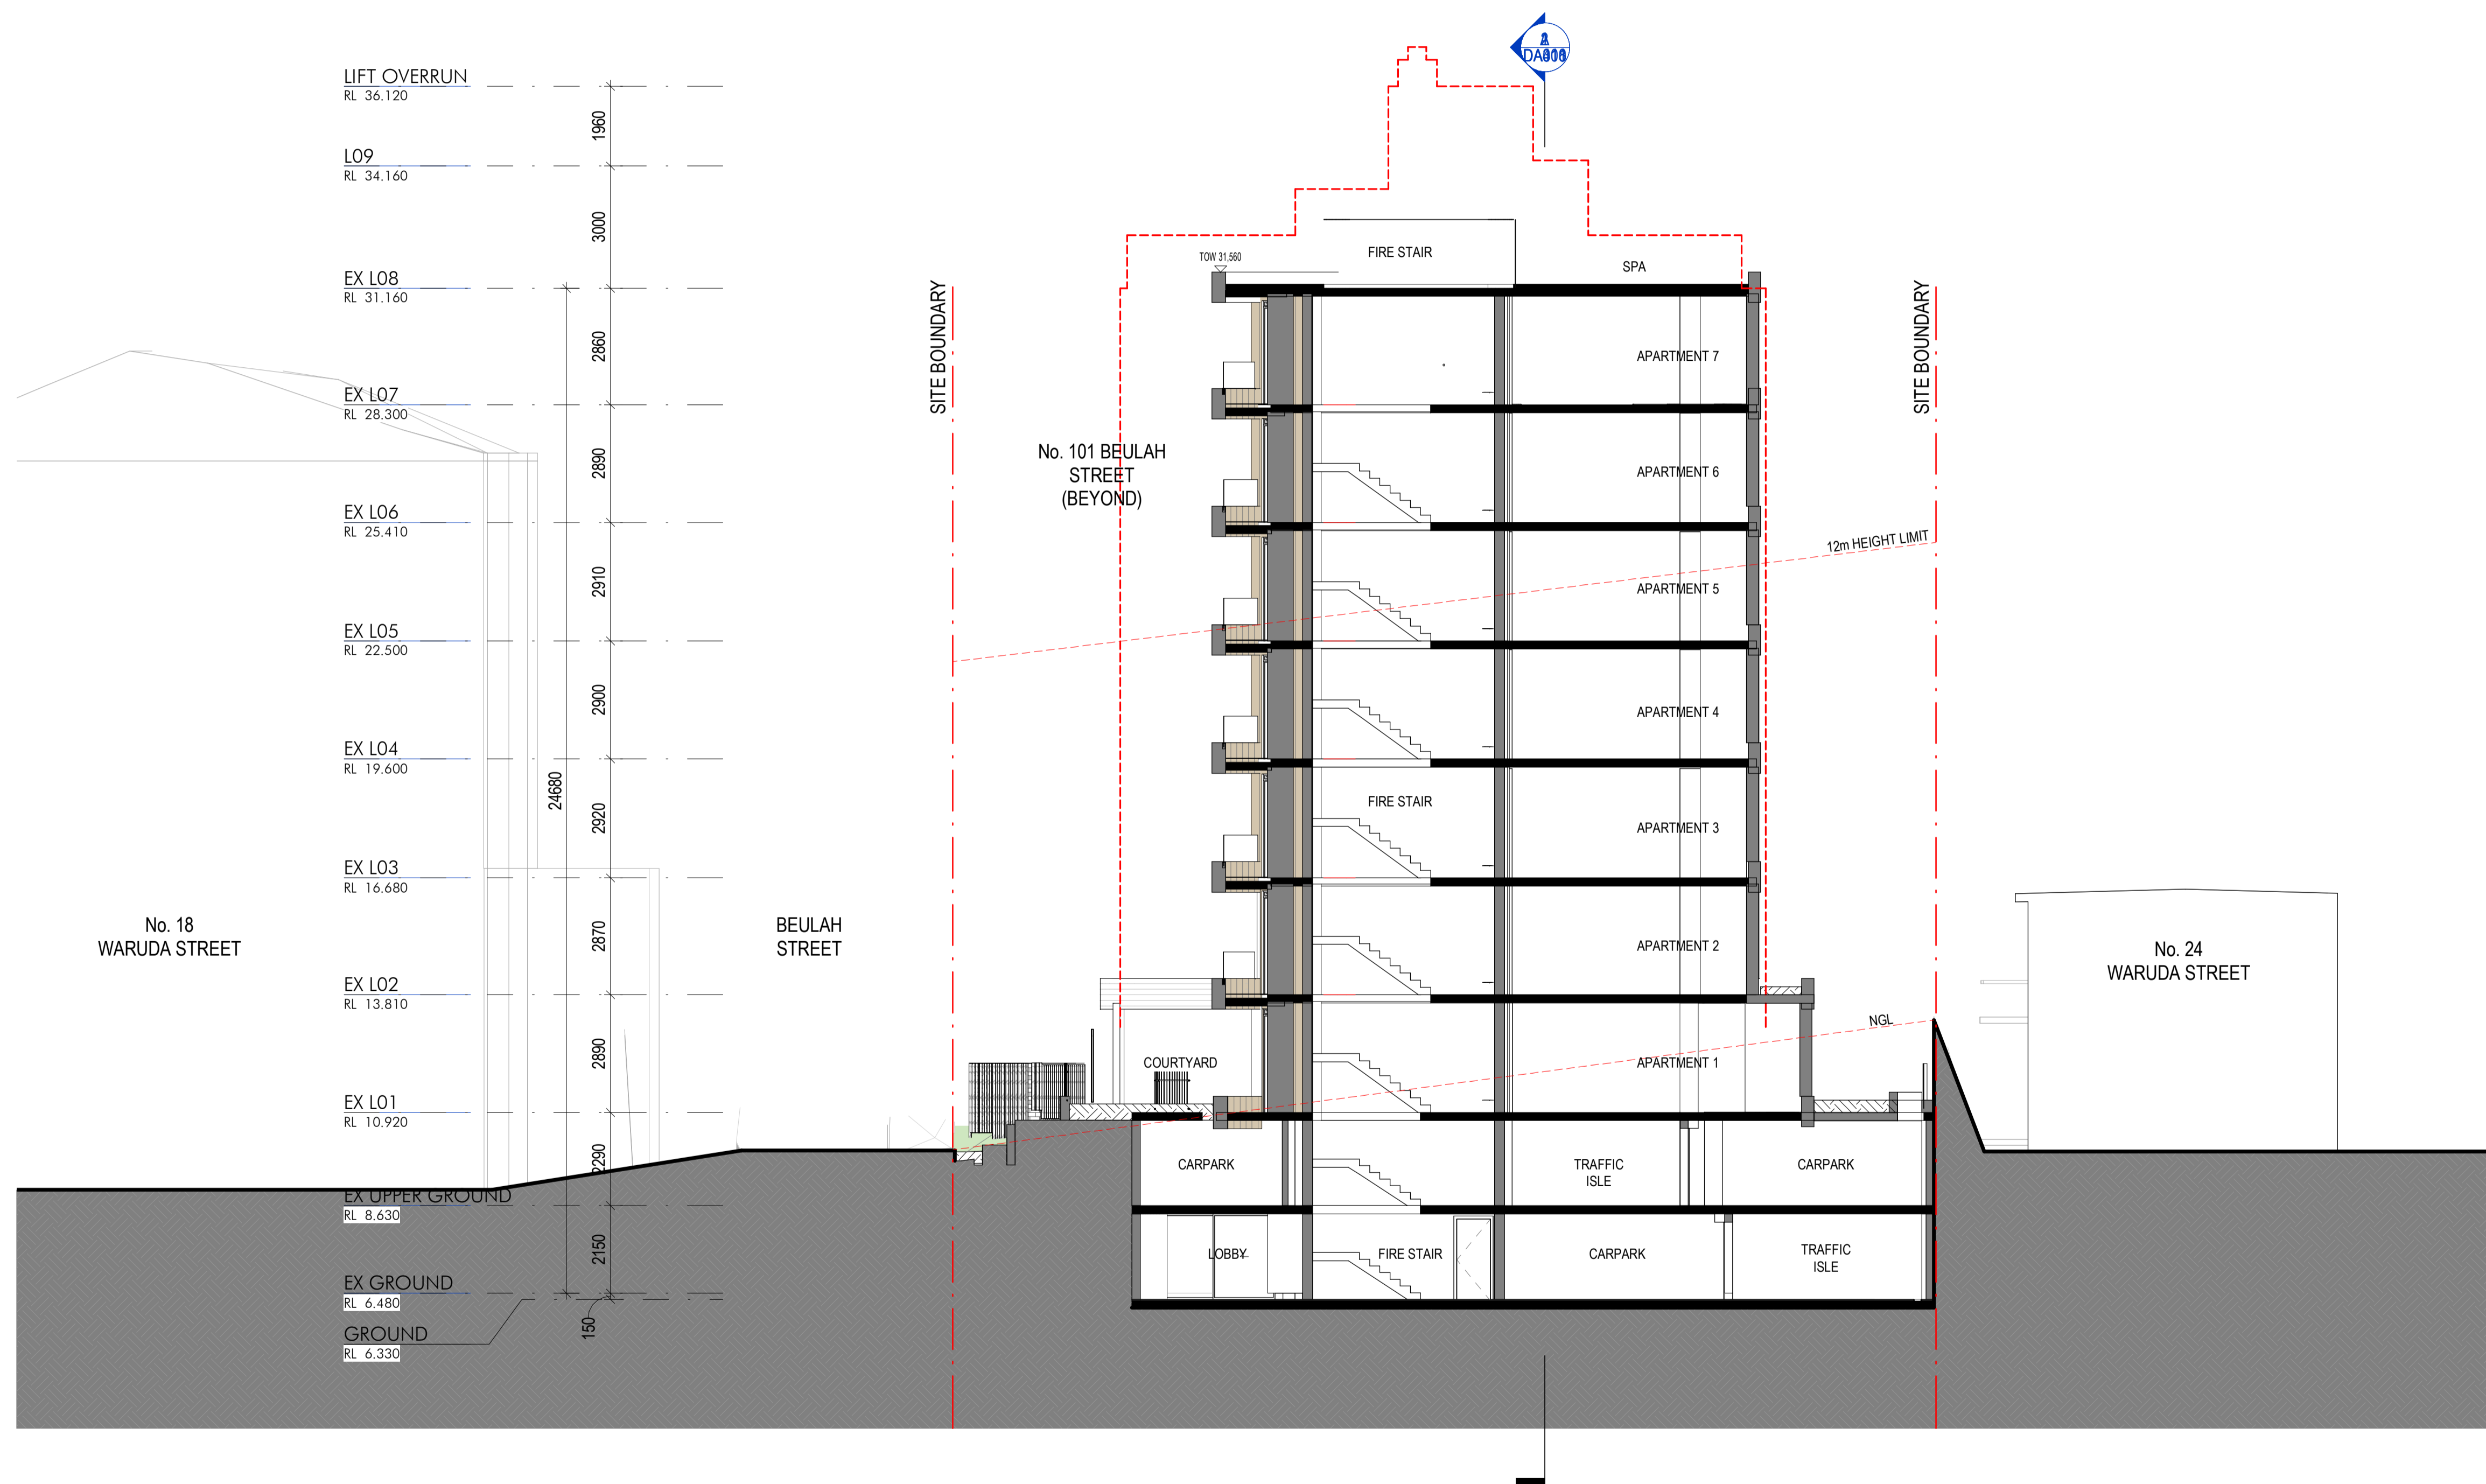 LIFT OVERRUN
RL 36.120
L09
RL 34.160
EX L08
RL 31.160
EX L07
RL 28.300
EX L06
RL 25.410
EX L05
RL 22.500
EX L04
RL 19.600
EX L03
RL 16.680
EX L02
RL 13.810
EX L01
RL 10.920
EX UPPER GROUND
RL 8.630
EX GROUND
RL 6.480
GROUND
RL 6.330
1960
3000
2860
2890
2910
2900
2920
2870
2890
2290
2150
150
24680
No. 18
WARUDA STREET
BEULAH
STREET
SITE BOUNDARY
No. 101 BEULAH
STREET
(BEYOND)
TOW 31,560
FIRE STAIR
SPA
APARTMENT 7
APARTMENT 6
APARTMENT 5
APARTMENT 4
FIRE STAIR
APARTMENT 3
APARTMENT 2
COURTYARD
APARTMENT 1
CARPARK
TRAFFIC
ISLE
CARPARK
LOBBY
FIRE STAIR
CARPARK
TRAFFIC
ISLE
12m HEIGHT LIMIT
NGL
SITE BOUNDARY
No. 24
WARUDA STREET